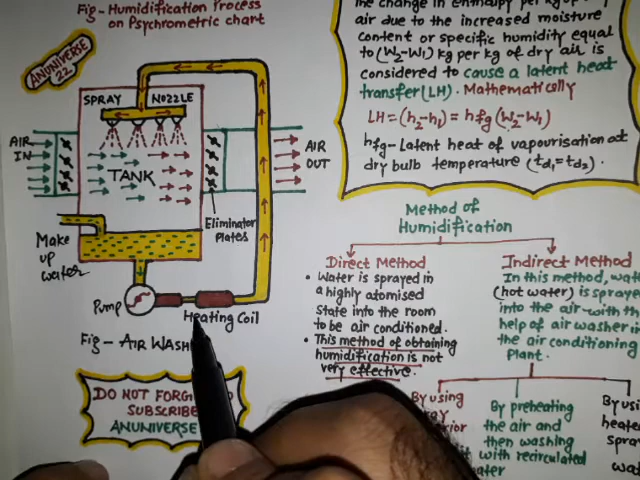 Fig-Humidification Process
on Psychrometric chart
ANUNIVERSE
22
SPRAY NOZZLE
AIR
IN
TANK
AIR
OUT
Eliminator
Plates
Make
up
water
Pump
Heating Coil
Fig- AIR WASH
DO NOT FORG
SUBSCRIBE
ANUNIVERSE
the change in enthalpy per kg of dry
air due to the increased moisture
content or specific humidity equal
to (W2-W1) kg per kg of dry air is
considered to cause a latent heat
transfer (LH). Mathematically
LH=(h2-h1) = hfg (W2-W1)
hfg-Latent heat of vapourisation at
dry bulb temperature (td1=td2).
Method of
Humidification
Direct Method
• Water is sprayed in
a highly atomised
state into the room
to be air conditioned.
• This method of obtaining
humidification is not
very effective.
Indirect Method
In this method, wat
(hot water) is spraye
into the air with th
help of air washer in
the air conditioning
Plant.
By using
By preheating
the air and
then washing
with recirculated
water
By usi
heate
spra
wat